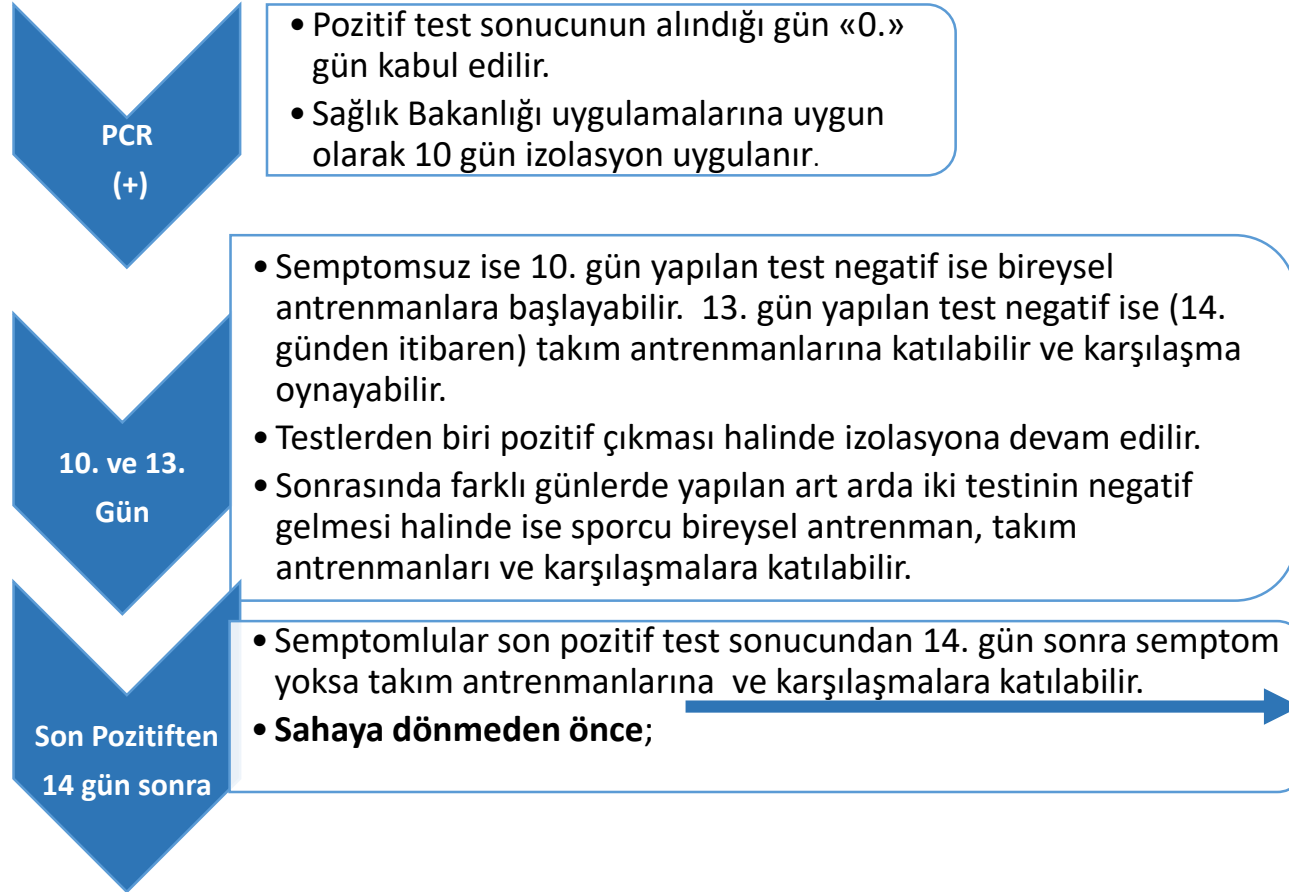 PCR
(+)
• Pozitif test sonucunun alındığı gün «0.»
gün kabul edilir.
• Sağlık Bakanlığı uygulamalarına uygun
olarak 10 gün izolasyon uygulanır.
10. ve 13.
Gün
• Semptomsuz ise 10. gün yapılan test negatif ise bireysel
antrenmanlara başlayabilir. 13. gün yapılan test negatif ise (14.
günden itibaren) takım antrenmanlarına katılabilir ve karşılaşma
oynayabilir.
• Testlerden biri pozitif çıkması halinde izolasyona devam edilir.
• Sonrasında farklı günlerde yapılan art arda iki testinin negatif
gelmesi halinde ise sporcu bireysel antrenman, takım
antrenmanları ve karşılaşmalara katılabilir.
Son Pozitiften
14 gün sonra
• Semptomlular son pozitif test sonucundan 14. gün sonra semptom
yoksa takım antrenmanlarına ve karşılaşmalara katılabilir.
• Sahaya dönmeden önce;